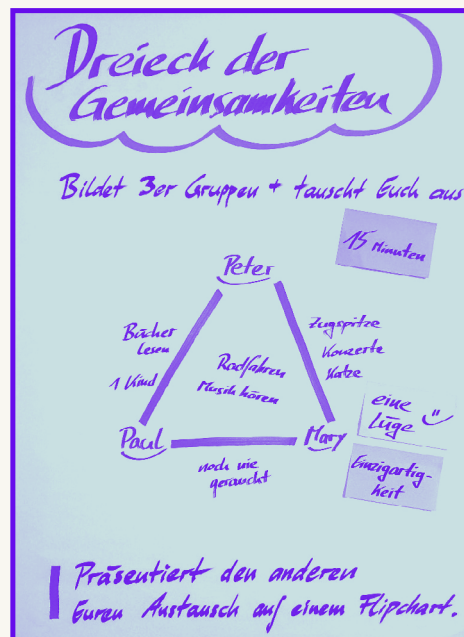 Dreieck der
Gemeinsamkeiten
Bildet 3er Gruppen + tauscht Euch aus
15 Minuten
Peter
Bücher
lesen
1 Kind
Radfahren
Musik hören
Zugspitze
Konzerte
Katze
Paul
Mary
noch nie
geraucht
eine
Lüge
Einzigartig-
keit
Präsentiert den anderen
Euren Austausch auf einem Flipchart.